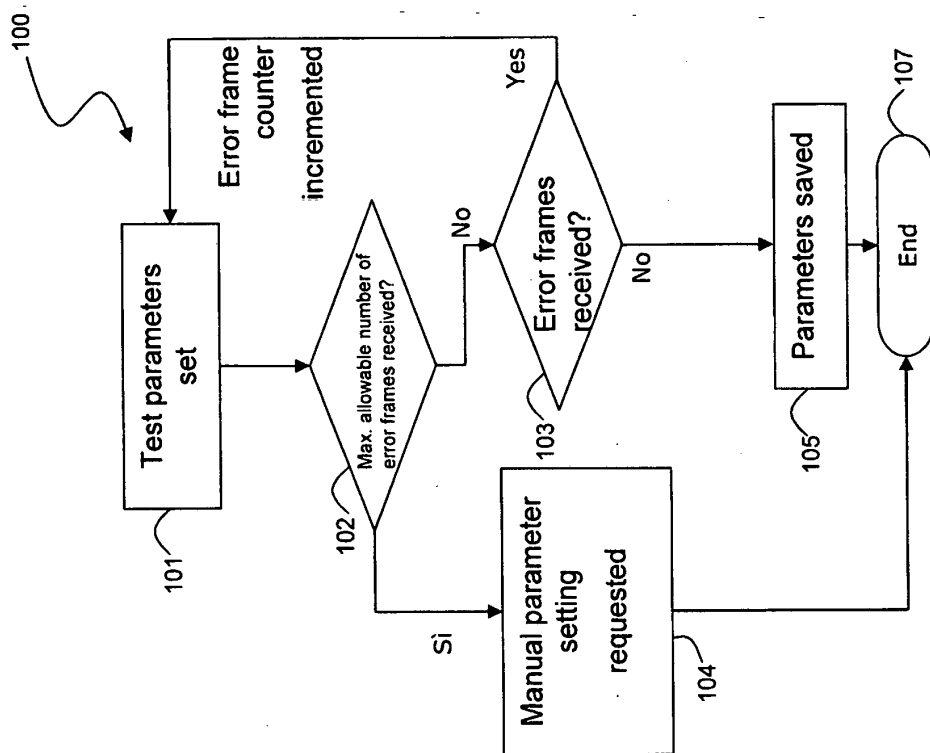 100
Test parameters
set
101
Error frame
counter
incremented
Max. allowable number of
error frames received?
102
Sì
No
Error frames
received?
103
Yes
No
Manual parameter
setting
requested
104
Parameters saved
105
End
107